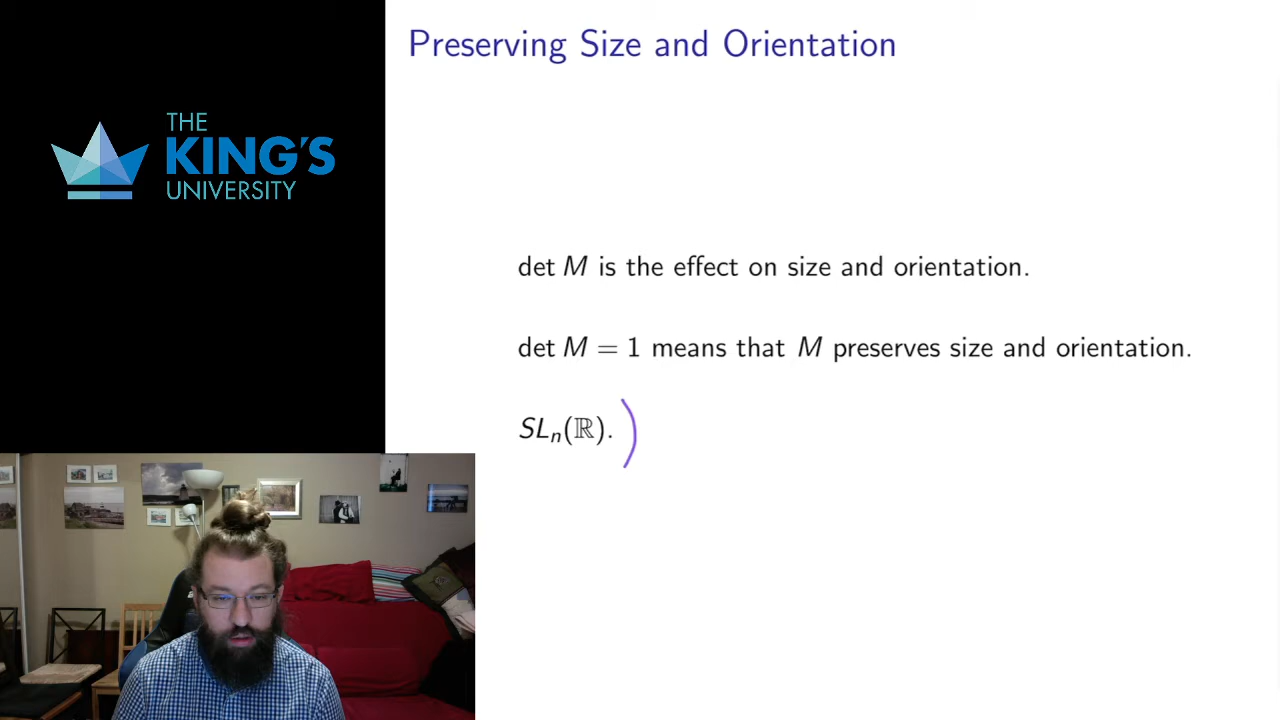 THE
KING'S
UNIVERSITY
Preserving Size and Orientation
det M is the effect on size and orientation.
det M = 1 means that M preserves size and orientation.
SLₙ(ℝ). )